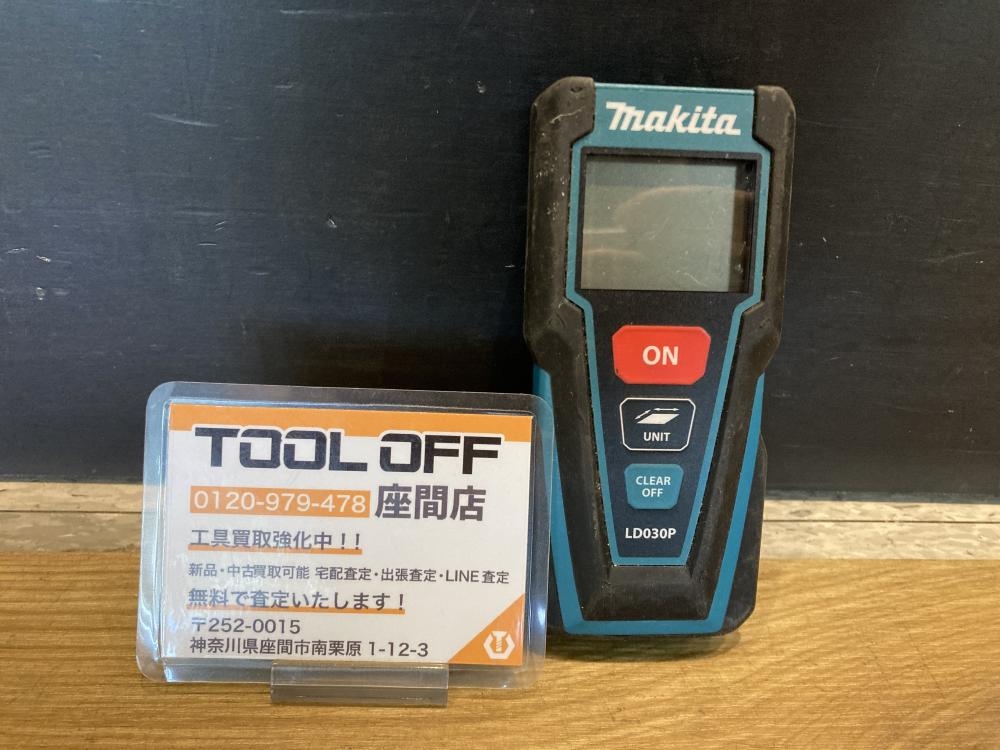 TOOL OFF
0120-979-478 座間店
工具買取強化中！！
新品・中古買取可能 宅配査定・出張査定・LINE査定
無料で査定いたします！
〒252-0015
神奈川県座間市南栗原 1-12-3
makita
ON
UNIT
CLEAR
OFF
LD030P